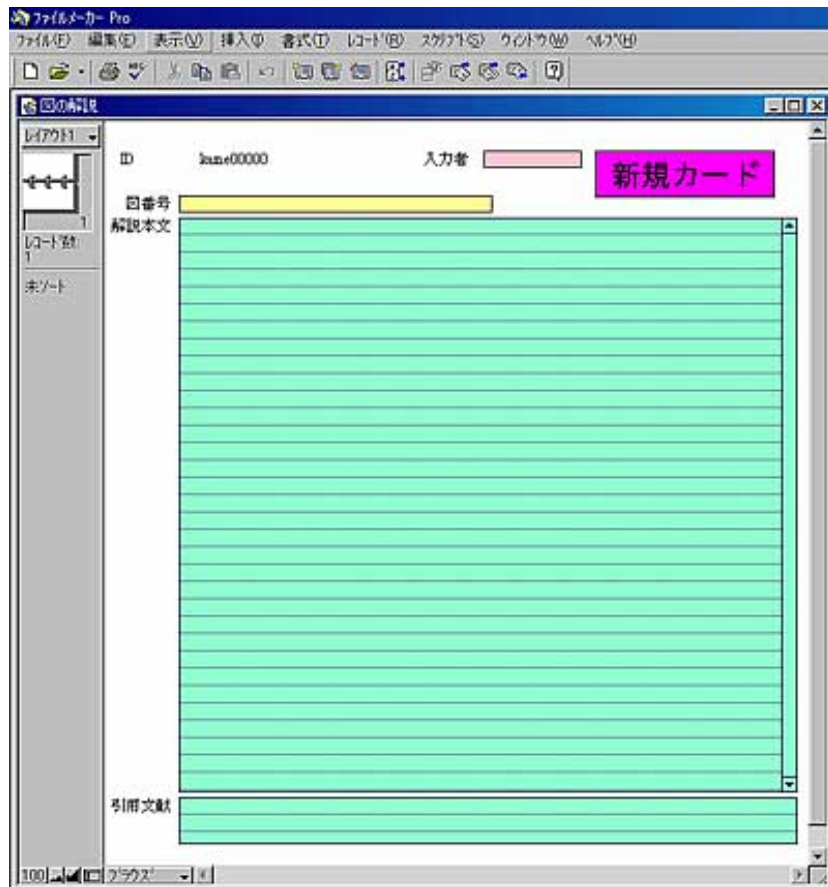 ファイルメーカー Pro
ファイル(F) 編集(E) 表示(V) 挿入(I) 書式(T) レコード(R) スクリプト(S) ウィンドウ(W) ヘルプ(H)
図の解説
レイアウト1
ID kame00000 入力者 新規カード
図番号
1
解説本文
レコード数:
1
未ソート
引用文献
100 ブラウズ